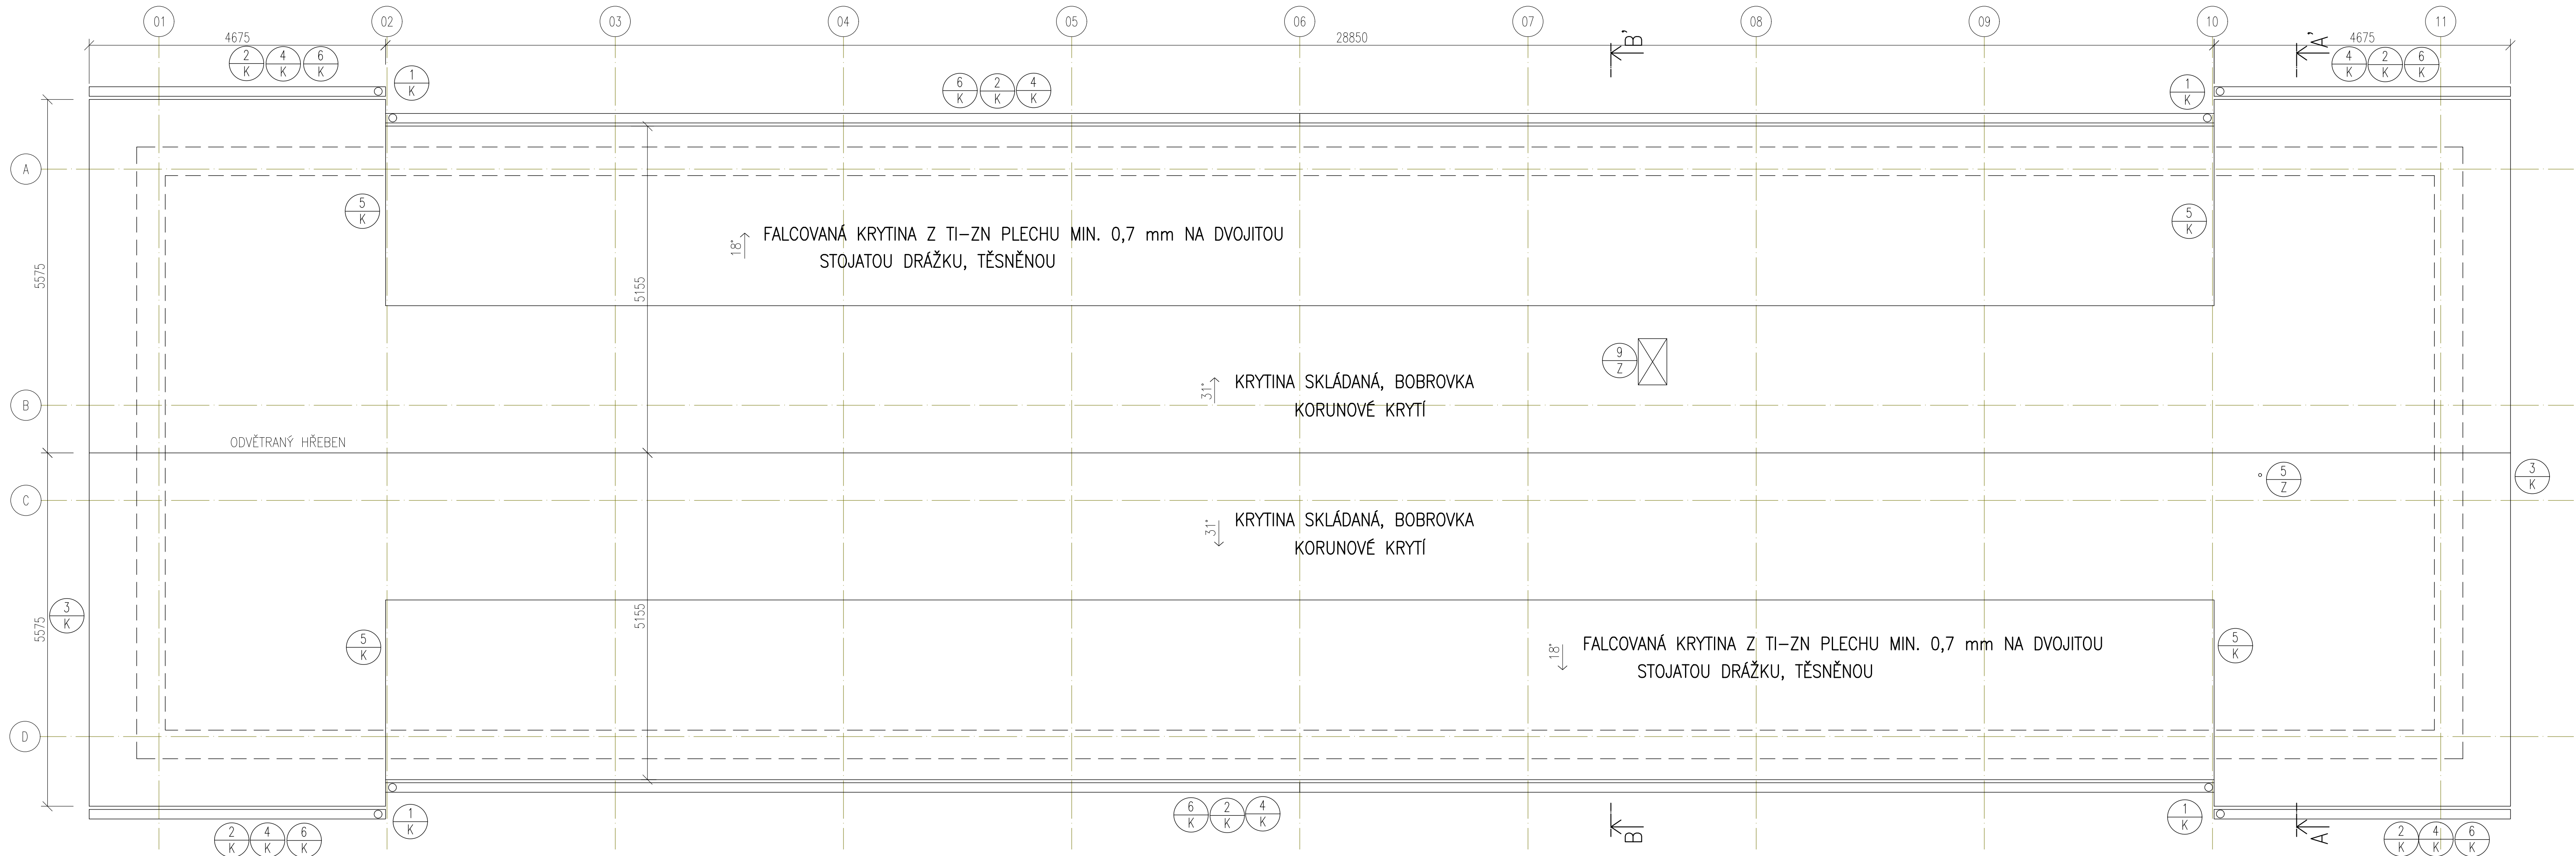 01 02 03 04 05 06 07 08 09 10 11
4675 28850 4675
B' A'
2 4 6 1 6 2 4 1 4 2 6
K K K K K K K K K K K
A
5 5
K K
18° FALCOVANÁ KRYTINA Z TI-ZN PLECHU MIN. 0,7 mm NA DVOJITOU
STOJATOU DRÁŽKU, TĚSNĚNOU
5575 5155
9
Z
31° KRYTINA SKLÁDANÁ, BOBROVKA
KORUNOVÉ KRYTÍ
B
ODVĚTRANÝ HŘEBEN
5 3
Z K
C
31° KRYTINA SKLÁDANÁ, BOBROVKA
KORUNOVÉ KRYTÍ
3
K
5575 5155
5 5
K K
18° FALCOVANÁ KRYTINA Z TI-ZN PLECHU MIN. 0,7 mm NA DVOJITOU
STOJATOU DRÁŽKU, TĚSNĚNOU
D
1 6 2 4 1
K K K K K
B A
2 4 6 2 4 6
K K K K K K